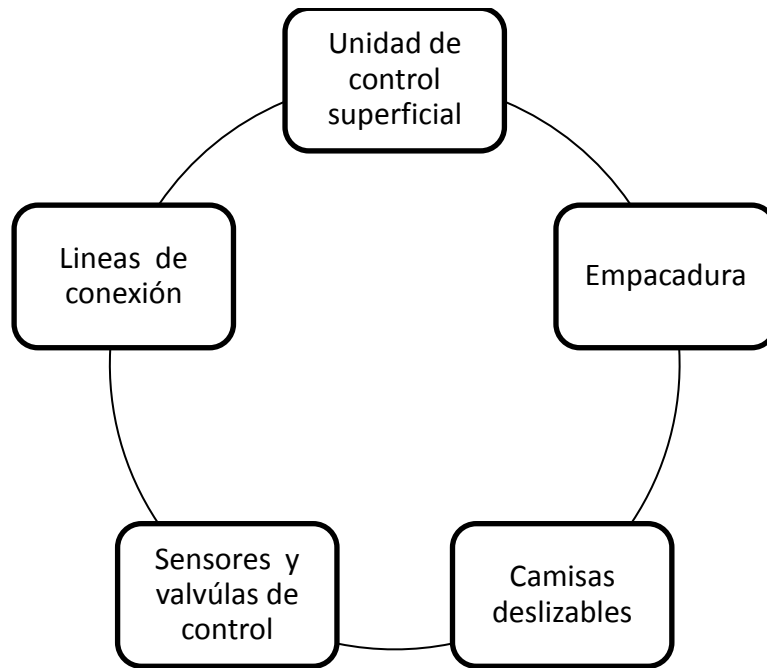 Unidad de
control
superficial
Empacadura
Camisas
deslizables
Sensores y
valvúlas de
control
Lineas de
conexión